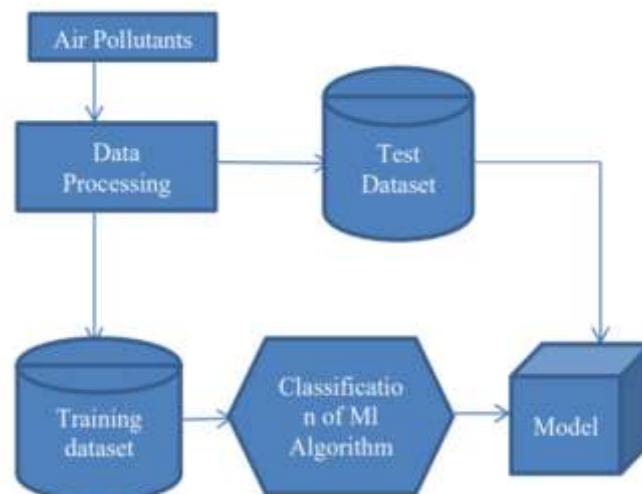 Air Pollutants
Data
Processing
Test
Dataset
Training
dataset
Classificatio
n of Ml
Algorithm
Model